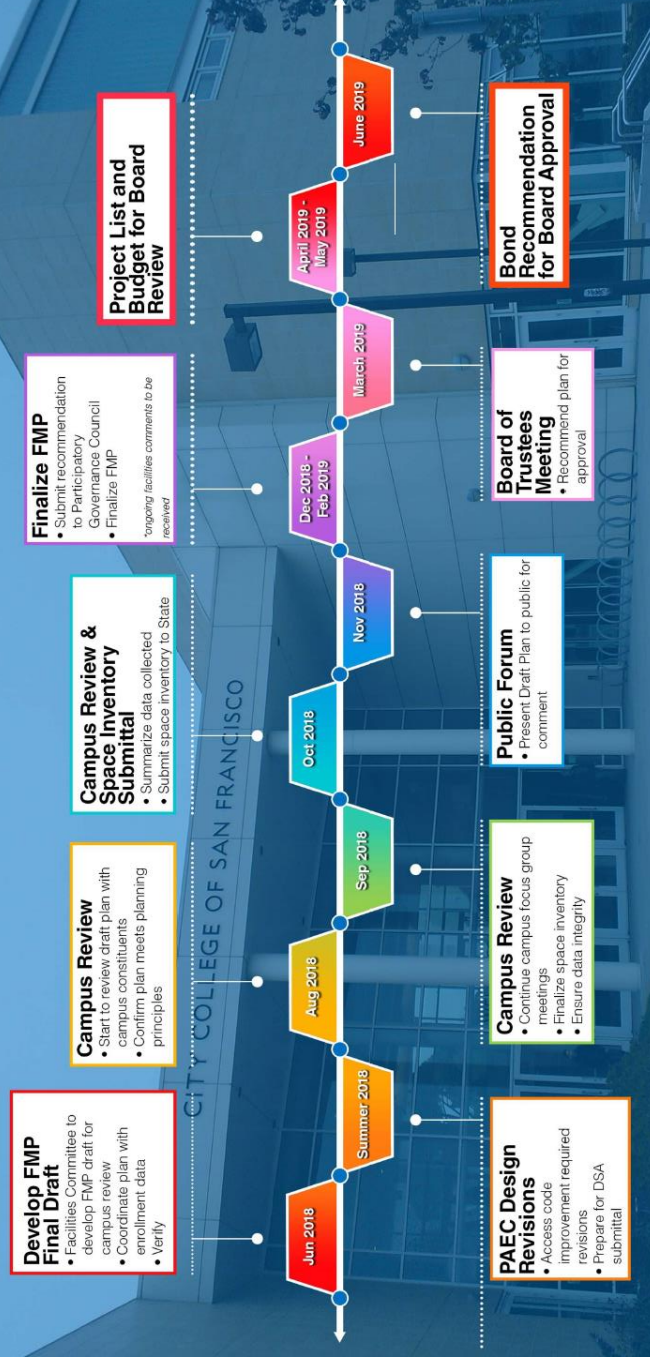 Develop FMP
Final Draft
• Facilities Committee to
develop FMP draft for
campus review
• Coordinate plan with
enrollment data
• Verify
Campus Review
• Start to review draft plan with
campus constituents
• Confirm plan meets planning
principles
Campus Review &
Space Inventory
Submittal
• Summarize data collected
• Submit space inventory to State
Finalize FMP
• Submit recommendation
to Participatory
Governance Council
• Finalize FMP
*ongoing facilities comments to be
received
Project List and
Budget for Board
Review
CITY COLLEGE OF SAN FRANCISCO
Jun 2018
Summer 2018
Aug 2018
Sep 2018
Oct 2018
Nov 2018
Dec 2018 -
Feb 2019
March 2019
April 2019 -
May 2019
June 2019
PAEC Design
Revisions
• Access code
improvement required
revisions
• Prepare for DSA
submittal
Campus Review
• Continue campus focus group
meetings
• Finalize space inventory
• Ensure data integrity
Public Forum
• Present Draft Plan to public for
comment
Board of
Trustees
Meeting
• Recommend plan for
approval
Bond
Recommendation
for Board Approval